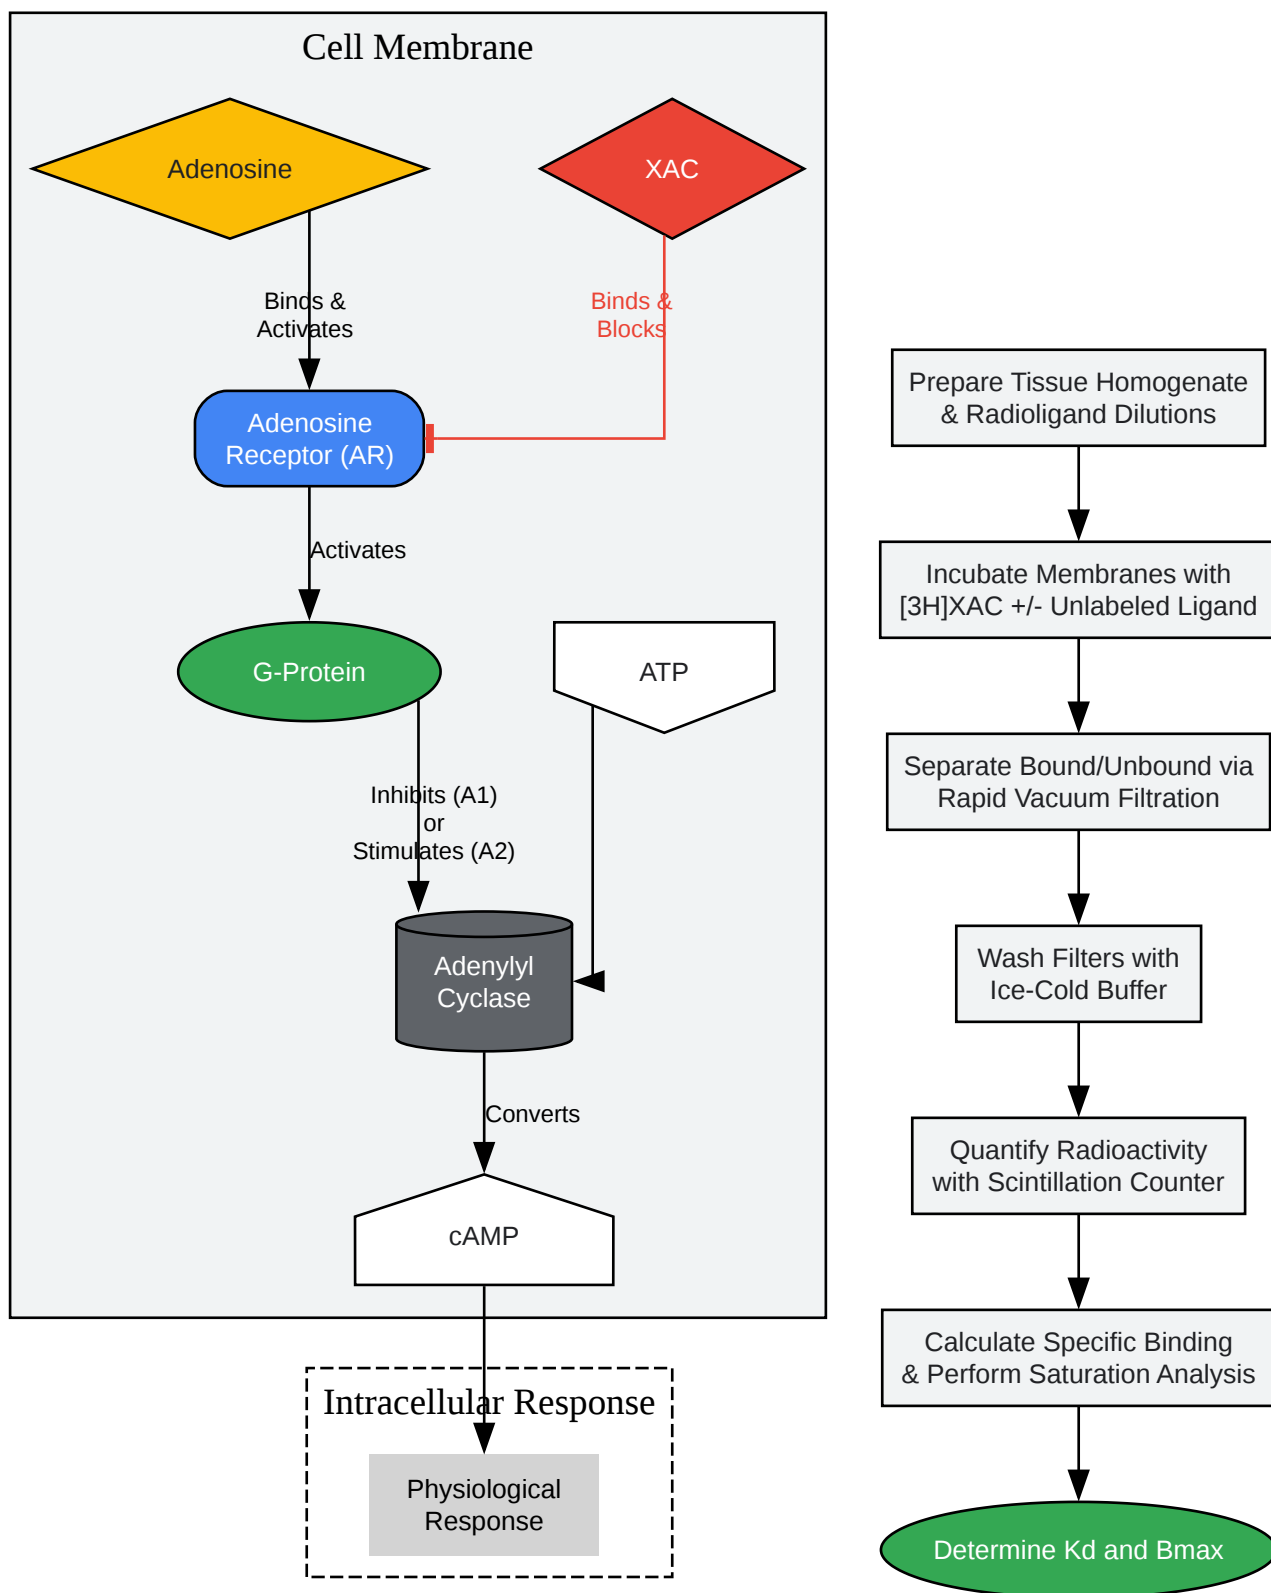 Cell Membrane
Adenosine
XAC
Binds &
Activates
Binds &
Blocks
Adenosine
Receptor (AR)
Activates
G-Protein
ATP
Inhibits (A1)
or
Stimulates (A2)
Adenylyl
Cyclase
Converts
cAMP
Intracellular Response
Physiological
Response
Prepare Tissue Homogenate
& Radioligand Dilutions
Incubate Membranes with
[3H]XAC +/- Unlabeled Ligand
Separate Bound/Unbound via
Rapid Vacuum Filtration
Wash Filters with
Ice-Cold Buffer
Quantify Radioactivity
with Scintillation Counter
Calculate Specific Binding
& Perform Saturation Analysis
Determine Kd and Bmax